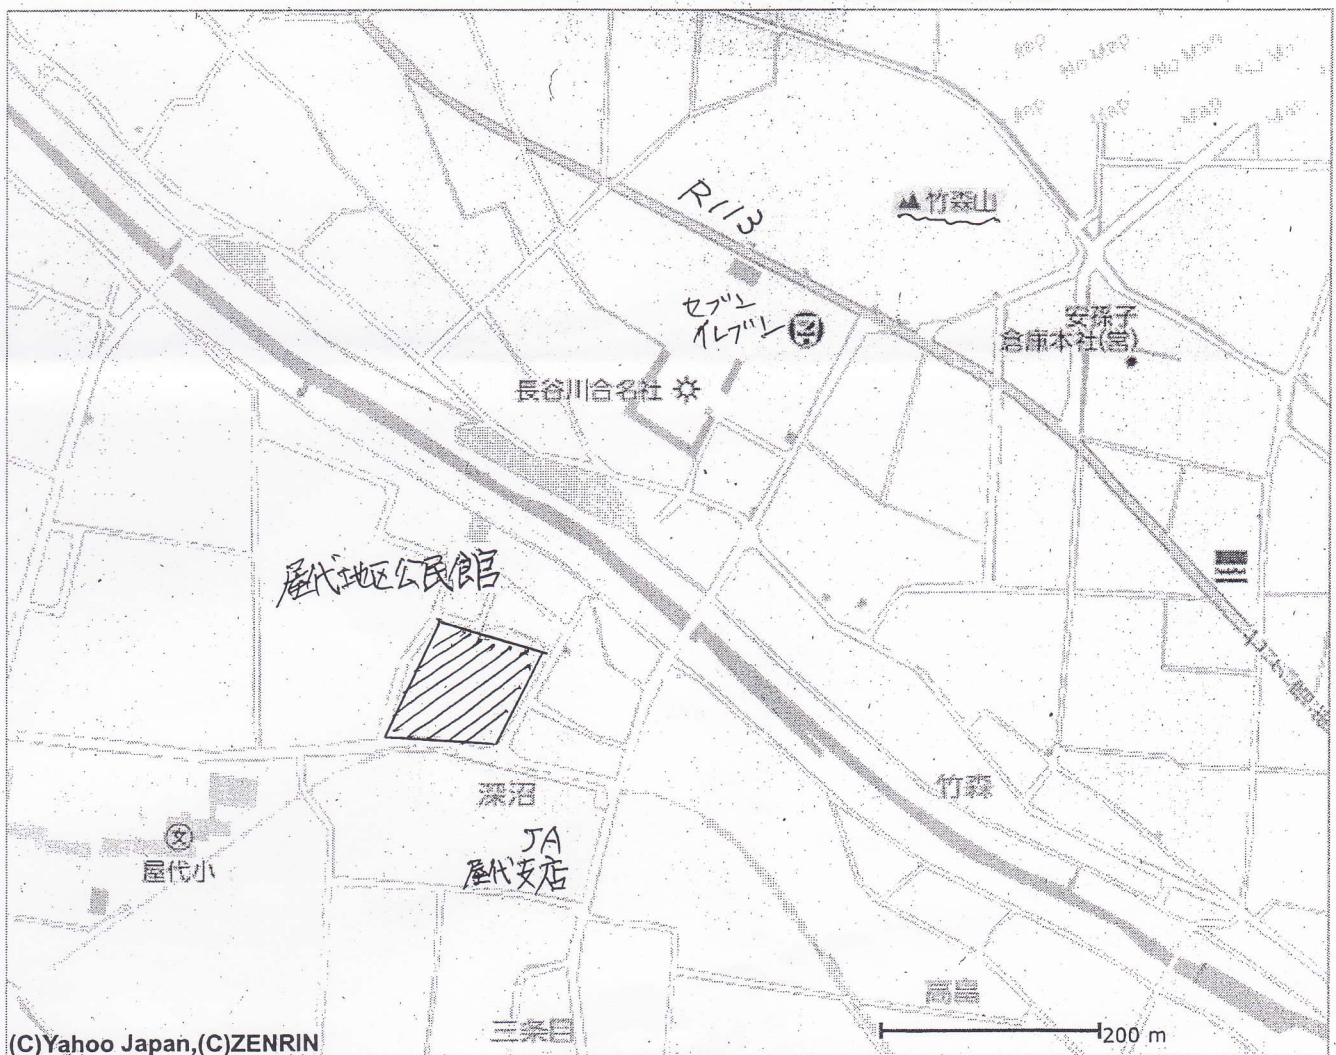 R113
▲竹森山
セブン
イレブン
安孫子
倉庫本社(営)
長谷川合名社
屋代地区公民館
竹森
深沼
JA
屋代支店
文
屋代小
高畠
三条目
200 m
(C)Yahoo Japan,(C)ZENRIN